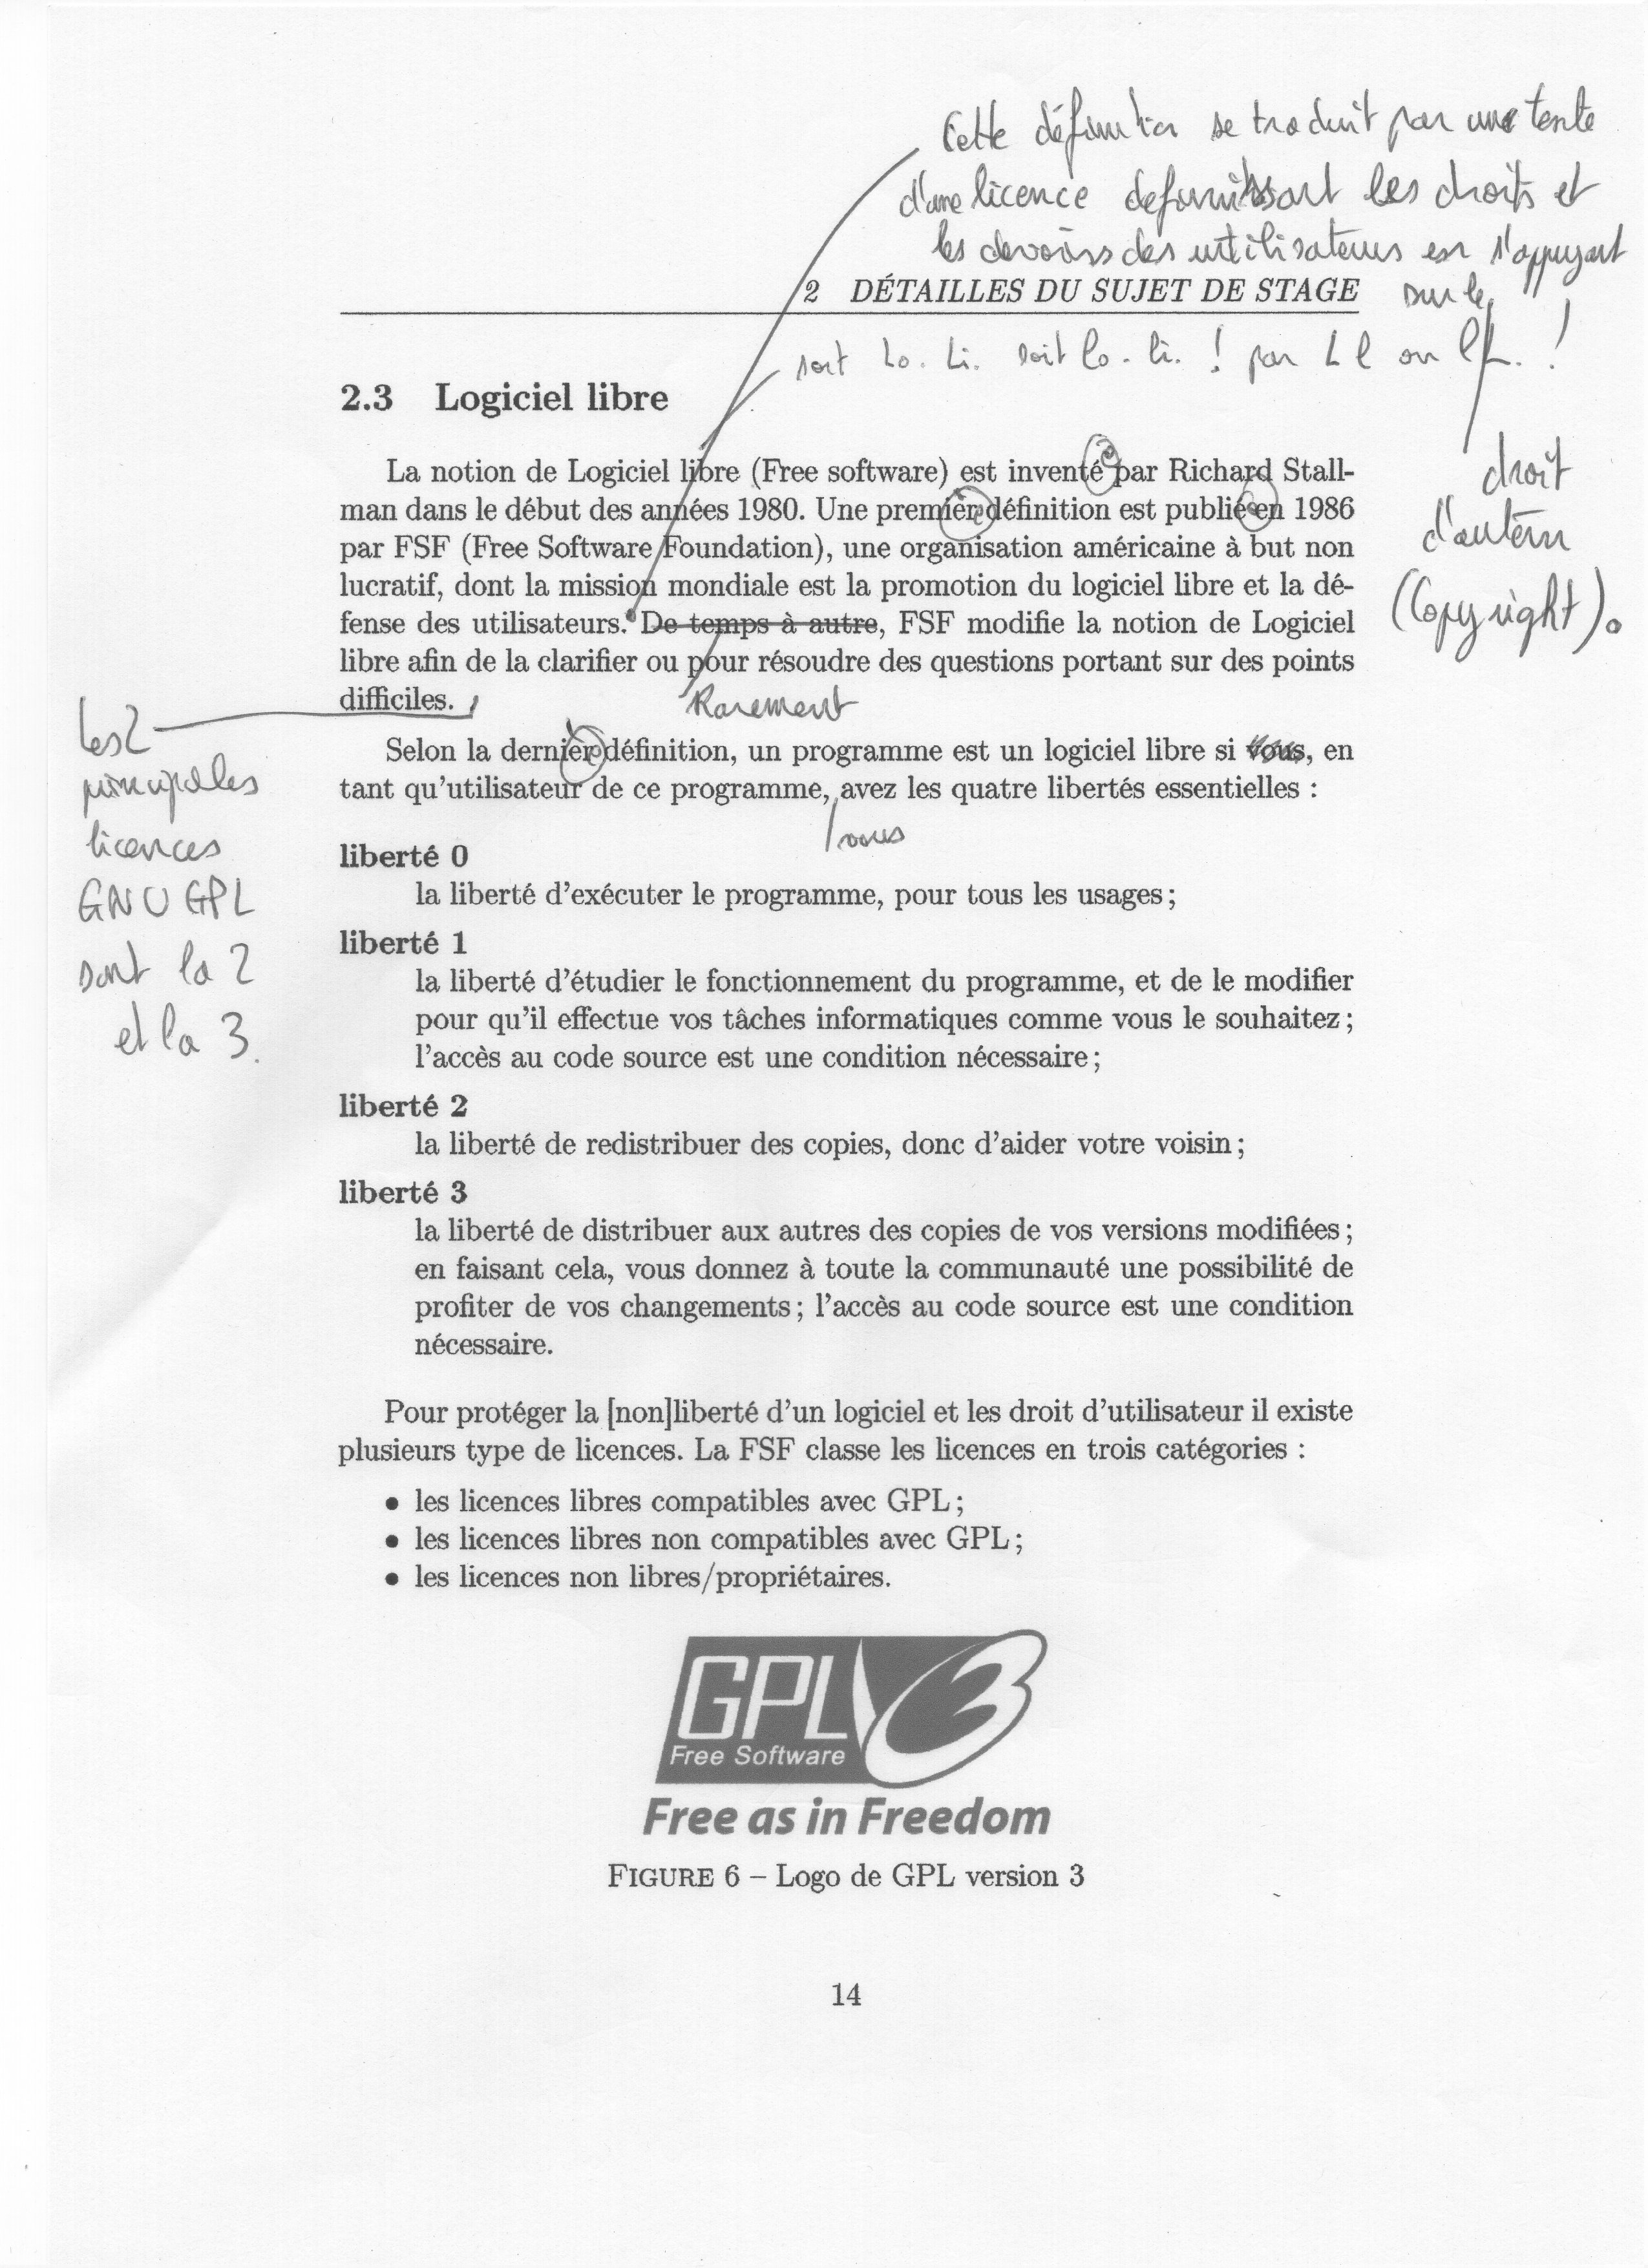 Cette définition se traduit par une texte
d'une licence definissant les droits et
les devoirs des utilisateurs en s'appuyant
sur le
2 DÉTAILLES DU SUJET DE STAGE
soit Lo. Li. soit lo. li. ! pas L l ou l L. !
droit
d'auteur
(Copyright).
2.3 Logiciel libre
La notion de Logiciel libre (Free software) est inventée par Richard Stall-
man dans le début des années 1980. Une première définition est publiée en 1986
par FSF (Free Software Foundation), une organisation américaine à but non
lucratif, dont la mission mondiale est la promotion du logiciel libre et la dé-
fense des utilisateurs. De temps à autre, FSF modifie la notion de Logiciel
libre afin de la clarifier ou pour résoudre des questions portant sur des points
difficiles.
Rarement
Les 2
principales
licences
GNU GPL
sont la 2
et la 3.
Selon la dernière définition, un programme est un logiciel libre si vous, en
tant qu'utilisateur de ce programme, avez les quatre libertés essentielles :
vous
liberté 0
la liberté d'exécuter le programme, pour tous les usages ;
liberté 1
la liberté d'étudier le fonctionnement du programme, et de le modifier
pour qu'il effectue vos tâches informatiques comme vous le souhaitez ;
l'accès au code source est une condition nécessaire ;
liberté 2
la liberté de redistribuer des copies, donc d'aider votre voisin ;
liberté 3
la liberté de distribuer aux autres des copies de vos versions modifiées ;
en faisant cela, vous donnez à toute la communauté une possibilité de
profiter de vos changements ; l'accès au code source est une condition
nécessaire.
Pour protéger la [non]liberté d'un logiciel et les droit d'utilisateur il existe
plusieurs type de licences. La FSF classe les licences en trois catégories :
• les licences libres compatibles avec GPL ;
• les licences libres non compatibles avec GPL ;
• les licences non libres/propriétaires.
GPL 3
Free Software
Free as in Freedom
FIGURE 6 – Logo de GPL version 3
14